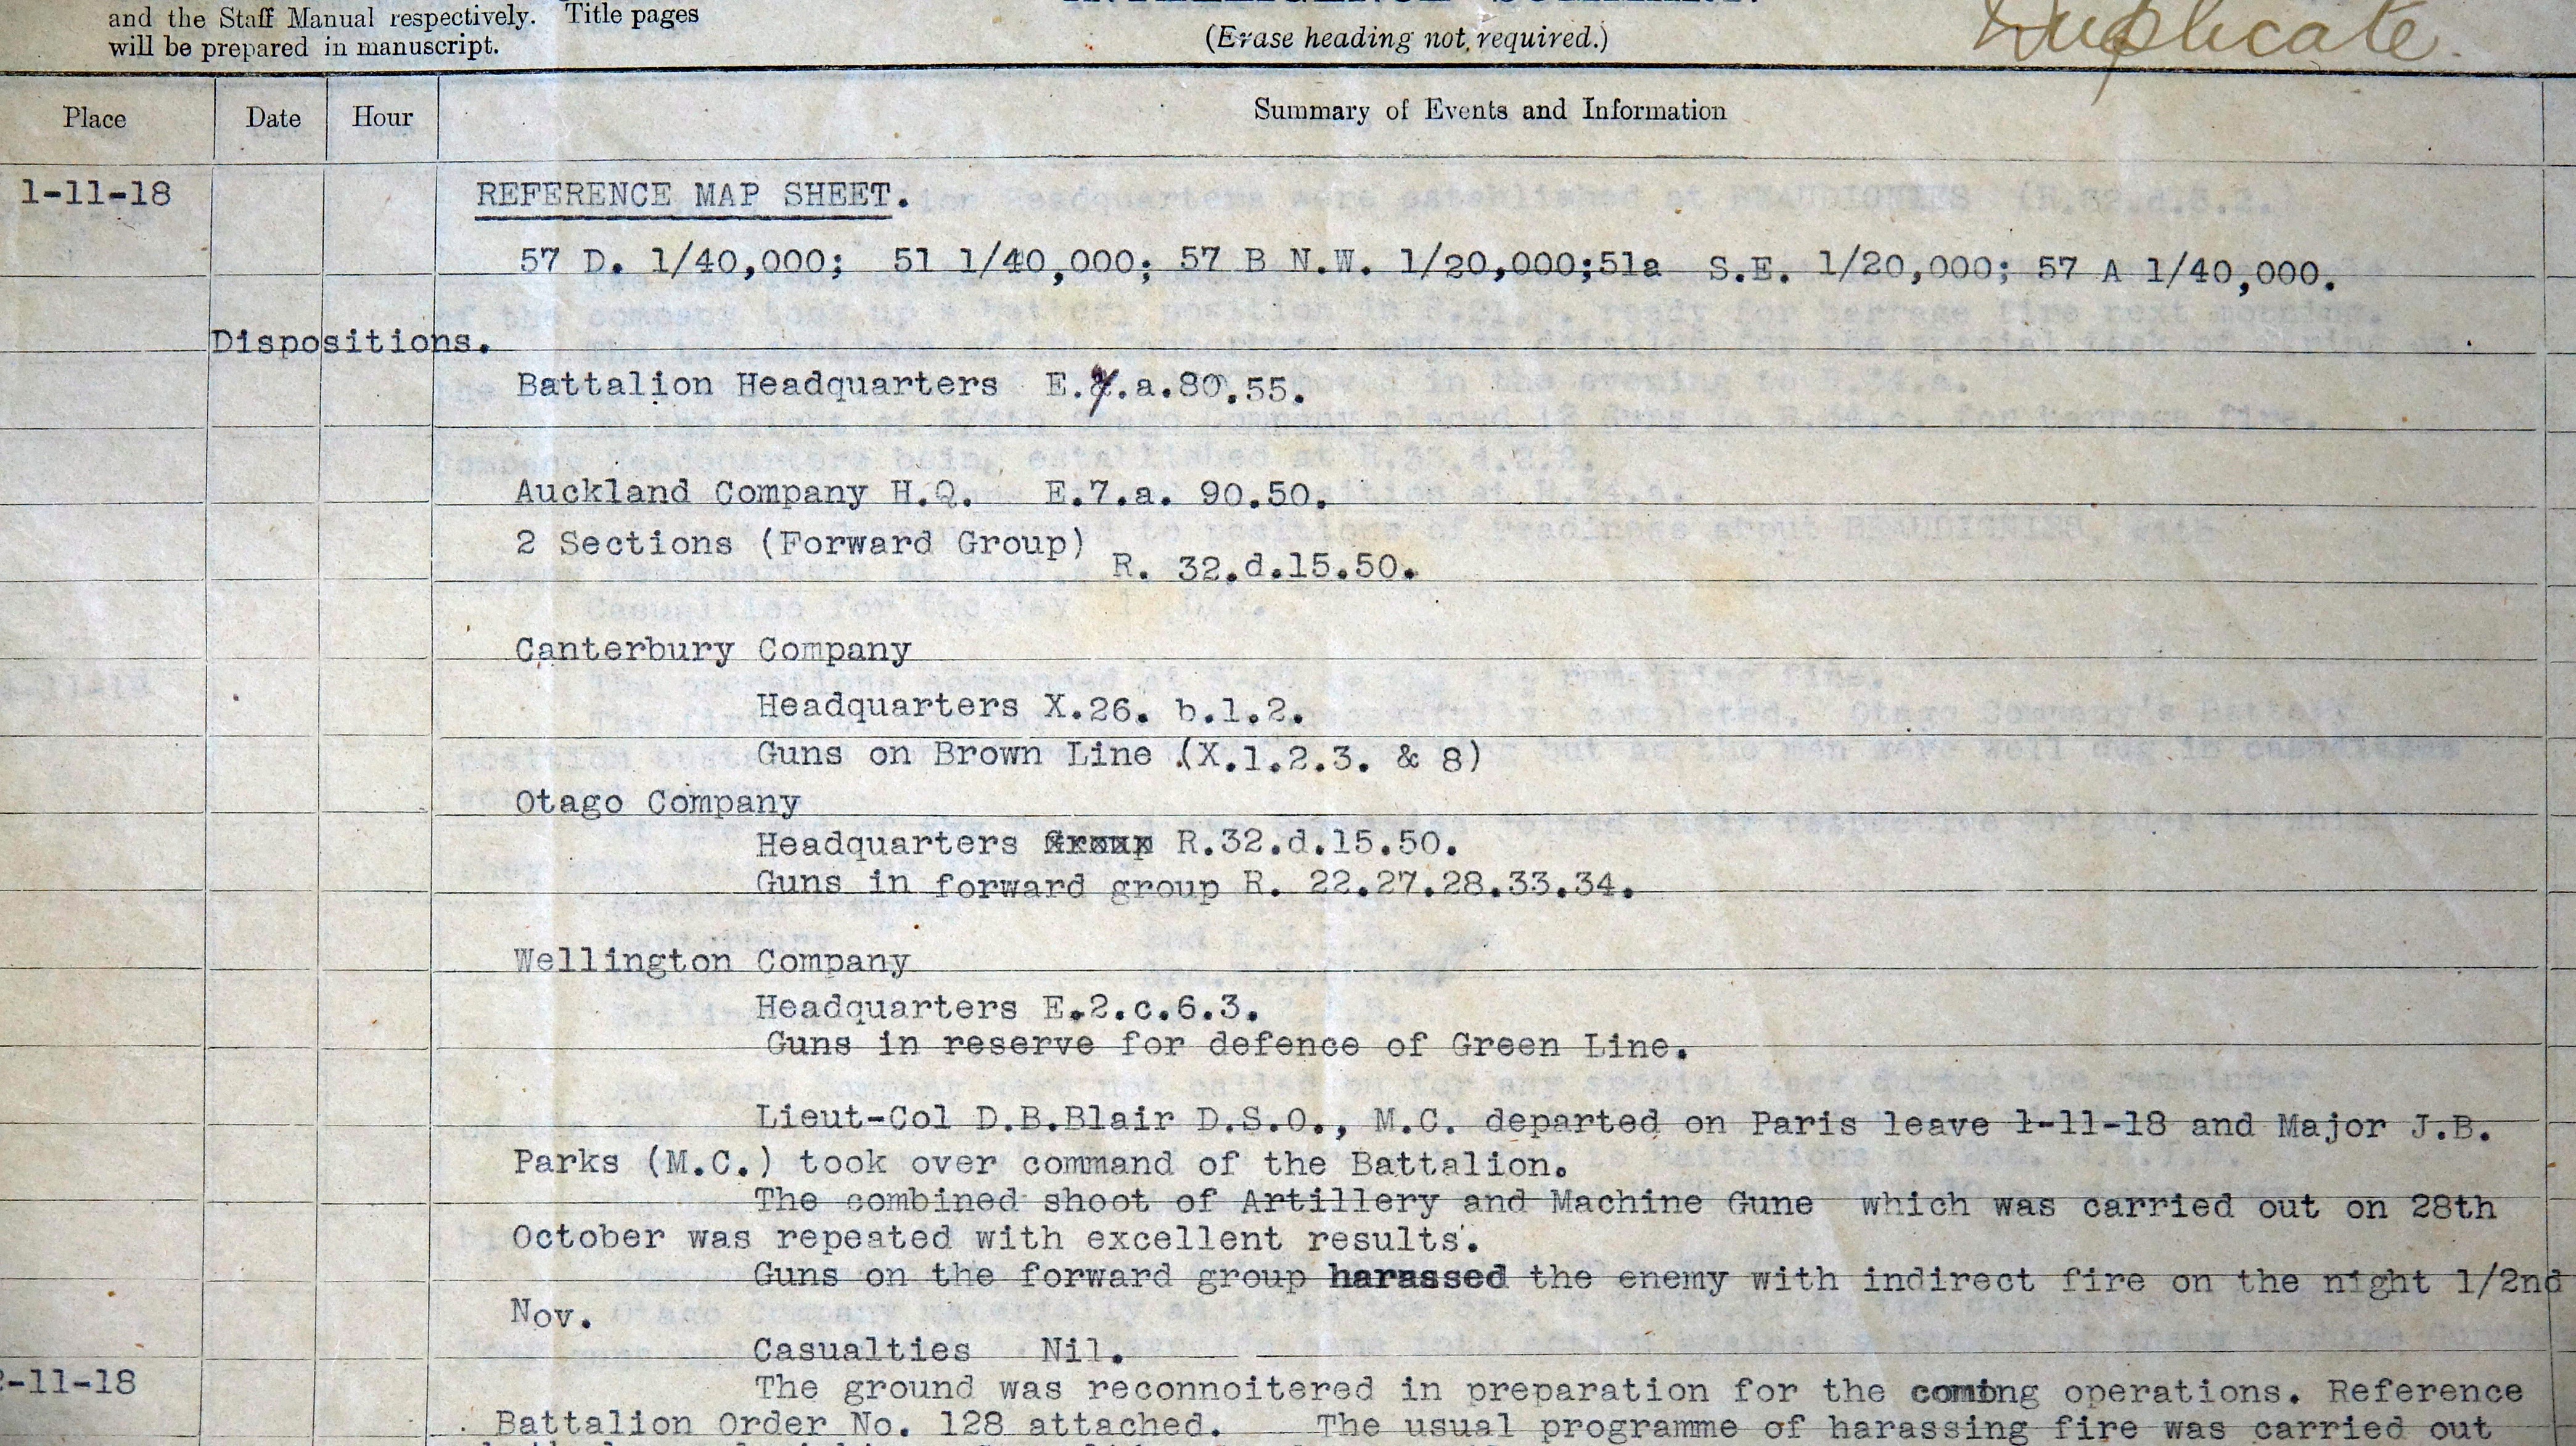 and the Staff Manual respectively. Title pages
will be prepared in manuscript.
INTELLIGENCE SUMMARY.
(Erase heading not required.)
Duplicate.
Place Date Hour Summary of Events and Information
1-11-18 REFERENCE MAP SHEET.
57 D. 1/40,000; 51 1/40,000; 57 B N.W. 1/20,000;51a S.E. 1/20,000; 57 A 1/40,000.
Dispositions.
Battalion Headquarters E.7.a.80.55.
Auckland Company H.Q. E.7.a. 90.50.
2 Sections (Forward Group)
R. 32.d.15.50.
Canterbury Company
Headquarters X.26. b.1.2.
Guns on Brown Line (X.1.2.3. & 8)
Otago Company
Headquarters R.32.d.15.50.
Guns in forward group R. 22.27.28.33.34.
Wellington Company
Headquarters E.2.c.6.3.
Guns in reserve for defence of Green Line.
Lieut-Col D.B.Blair D.S.O., M.C. departed on Paris leave 1-11-18 and Major J.B.
Parks (M.C.) took over command of the Battalion.
The combined shoot of Artillery and Machine Gune which was carried out on 28th
October was repeated with excellent results.
Guns on the forward group harassed the enemy with indirect fire on the night 1/2nd
Nov.
Casualties Nil.
2-11-18 The ground was reconnoitered in preparation for the coming operations. Reference
Battalion Order No. 128 attached. The usual programme of harassing fire was carried out